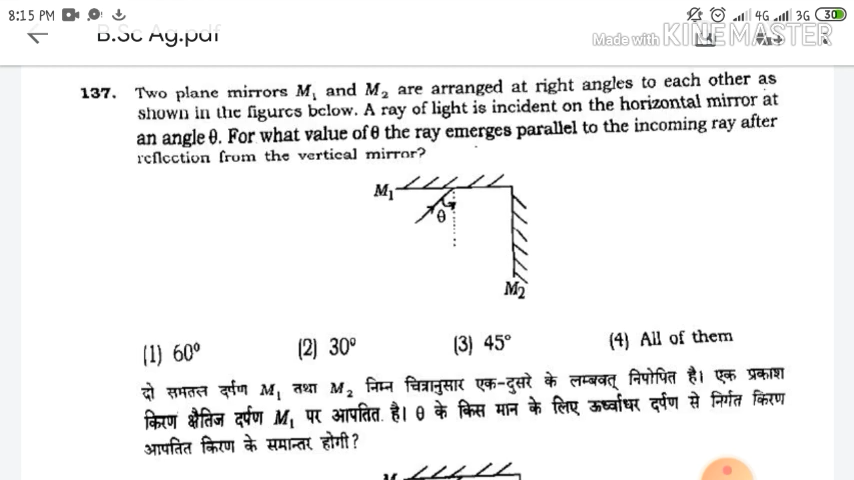 8:15 PM 4G 3G 30
B.Sc Ag.pdf
Made with KINEMASTER
137. Two plane mirrors M₁ and M₂ are arranged at right angles to each other as
shown in the figures below. A ray of light is incident on the horizontal mirror at
an angle θ. For what value of θ the ray emerges parallel to the incoming ray after
reflection from the vertical mirror?
M₁
θ
M₂
(1) 60° (2) 30° (3) 45° (4) All of them
दो समतल दर्पण M₁ तथा M₂ निम्न चित्रानुसार एक-दूसरे के लम्बवत् निपोपित है। एक प्रकाश
किरण क्षैतिज दर्पण M₁ पर आपतित है। θ के किस मान के लिए ऊर्ध्वाधर दर्पण से निर्गत किरण
आपतित किरण के समान्तर होगी?